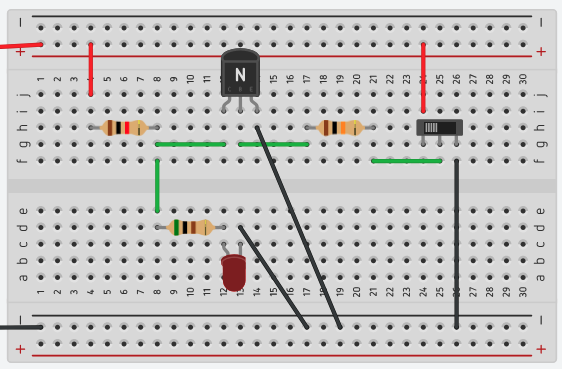 − −
+ +
1 2 3 4 5 6 7 8 9 10 11 12 13 14 15 16 17 18 19 20 21 22 23 24 25 26 27 28 29 30
j j
i i
h h
g g
f f
N
e e
d d
c c
b b
a a
1 2 3 4 5 6 7 8 9 10 11 12 13 14 15 16 17 18 19 20 21 22 23 24 25 26 27 28 29 30
− −
+ +